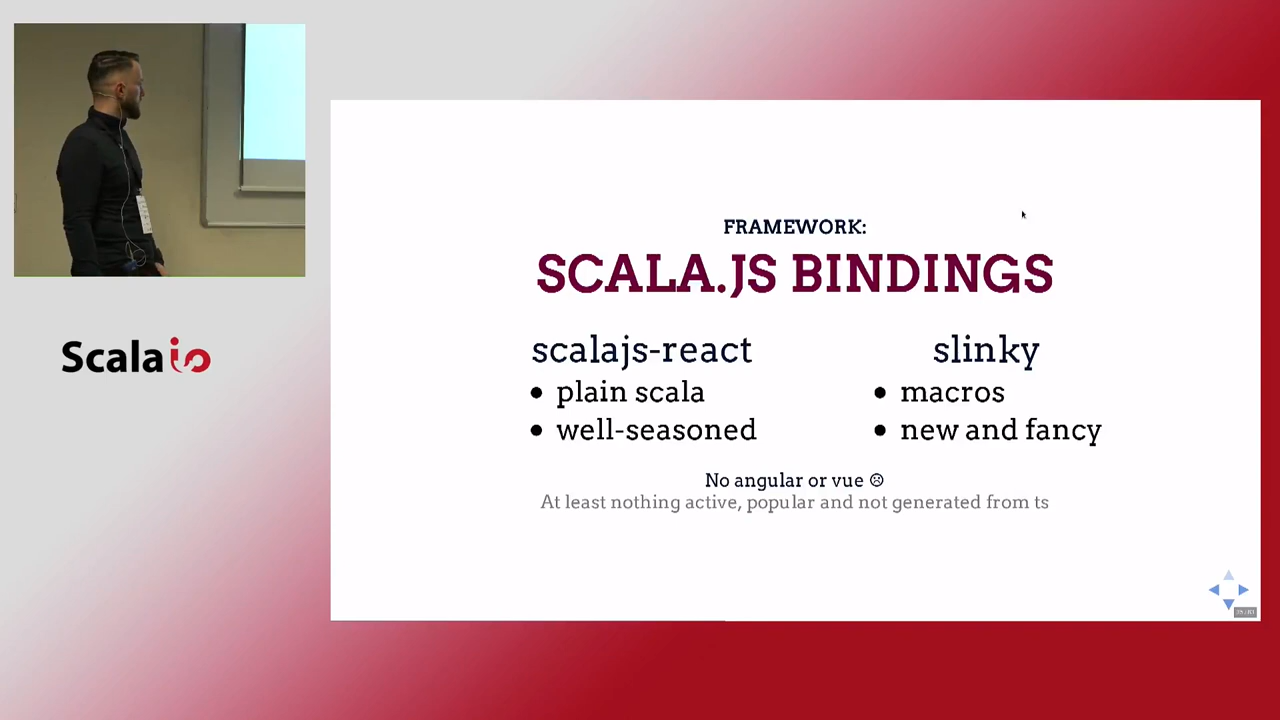 Scala io
FRAMEWORK:
SCALA.JS BINDINGS
scalajs-react
• plain scala
• well-seasoned
slinky
• macros
• new and fancy
No angular or vue ☹
At least nothing active, popular and not generated from ts